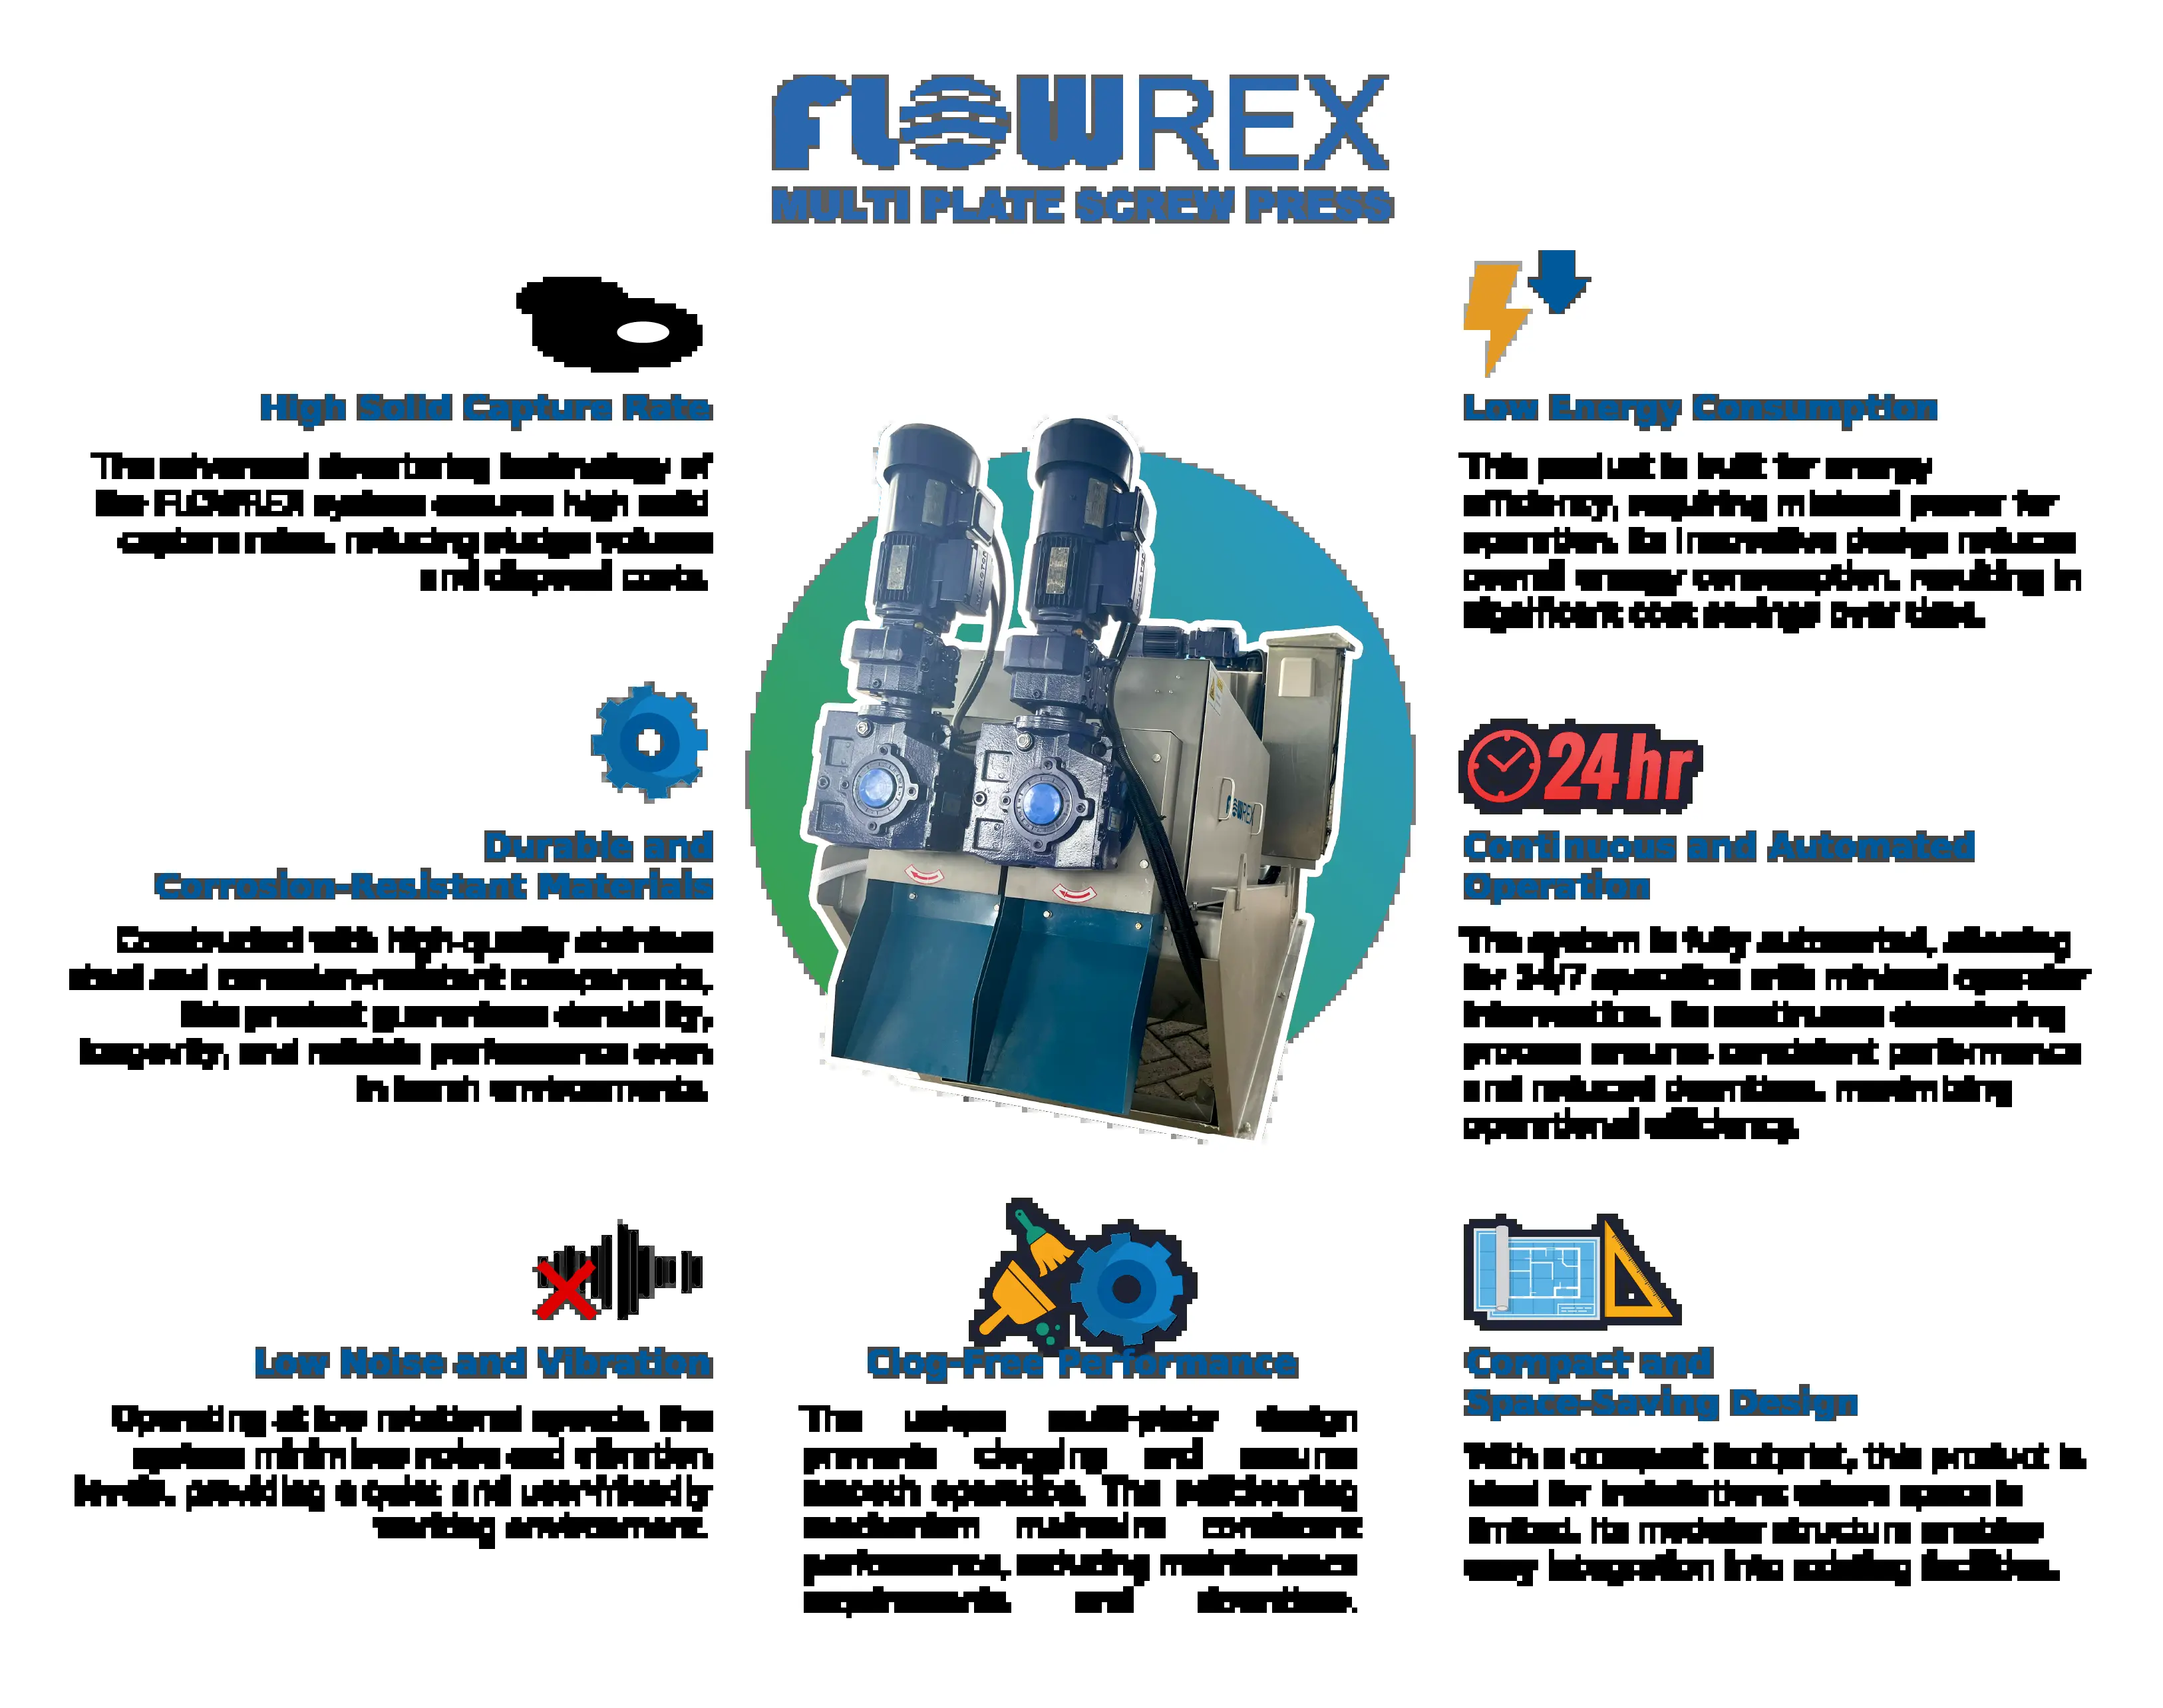 FLOWREX
MULTI PLATE SCREW PRESS
High Solid Capture Rate
The advanced dewatering technology of
the FLOWREX system ensures high solid
capture rates, reducing sludge volume
and disposal costs.
Low Energy Consumption
This product is built for energy
efficiency, requiring minimal power for
operation. Its innovative design reduces
overall energy consumption, resulting in
significant cost savings over time.
Durable and
Corrosion-Resistant Materials
Constructed with high-quality stainless
steel and corrosion-resistant components,
this product guarantees durability,
longevity, and reliable performance even
in harsh environments.
24 hr
Continuous and Automated
Operation
The system is fully automated, allowing
for 24/7 operation with minimal operator
intervention. Its continuous dewatering
process ensures consistent performance
and reduced downtime, maximizing
operational efficiency.
Low Noise and Vibration
Operating at low rotational speeds, the
system minimizes noise and vibration
levels, providing a quiet and user-friendly
working environment.
Clog-Free Performance
The unique multi-plate design
prevents clogging and ensures
smooth operation. The self-cleaning
mechanism maintains consistent
performance, reducing maintenance
requirements and downtime.
Compact and
Space-Saving Design
With a compact footprint, this product is
ideal for installations where space is
limited. Its modular structure enables
easy integration into existing facilities.